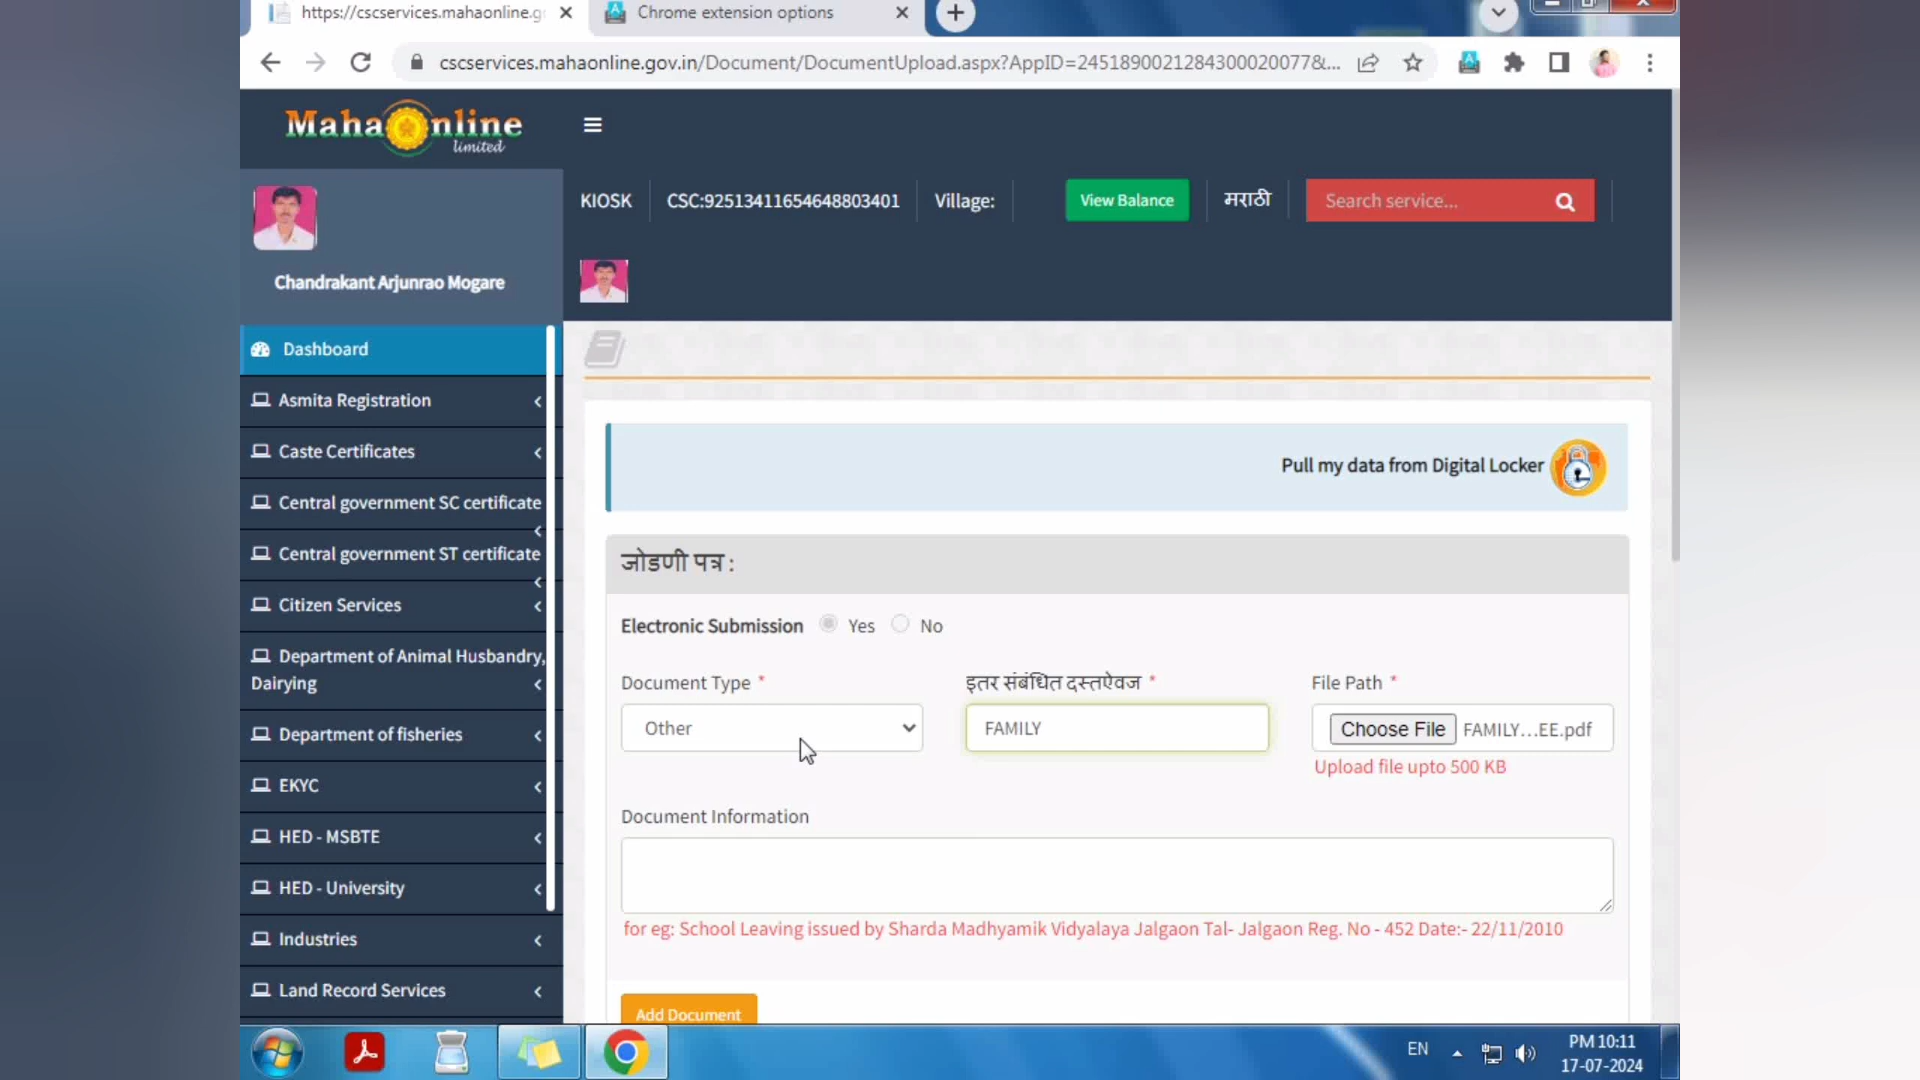 https://cscservices.mahaonline.g
Chrome extension options
cscservices.mahaonline.gov.in/Document/DocumentUpload.aspx?AppID=2451890021284300020077&...
MahaOnline
limited
KIOSK
CSC:92513411654648803401
Village:
View Balance
मराठी
Search service...
Chandrakant Arjunrao Mogare
Dashboard
Asmita Registration
Caste Certificates
Central government SC certificate
Central government ST certificate
Citizen Services
Department of Animal Husbandry,
Dairying
Department of fisheries
EKYC
HED - MSBTE
HED - University
Industries
Land Record Services
Pull my data from Digital Locker
जोडणी पत्र :
Electronic Submission Yes No
Document Type *
इतर संबंधित दस्तऐवज *
File Path *
Other
FAMILY
Choose File FAMILY...EE.pdf
Upload file upto 500 KB
Document Information
for eg: School Leaving issued by Sharda Madhyamik Vidyalaya Jalgaon Tal- Jalgaon Reg. No - 452 Date:- 22/11/2010
Add Document
EN
PM 10:11
17-07-2024